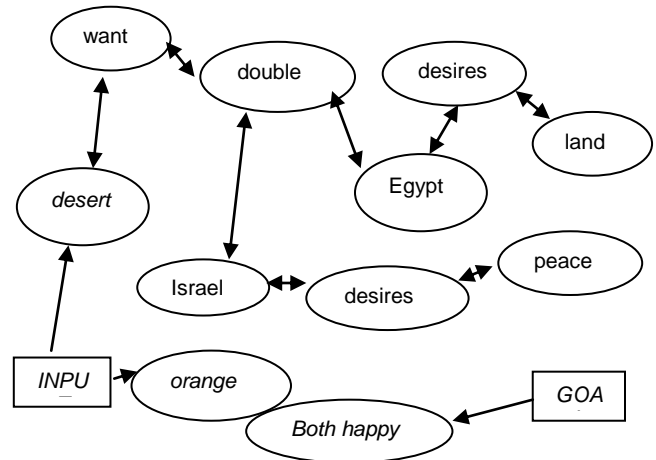 want
double
desires
land
desert
Egypt
Israel
desires
peace
INPU
orange
GOA
Both happy